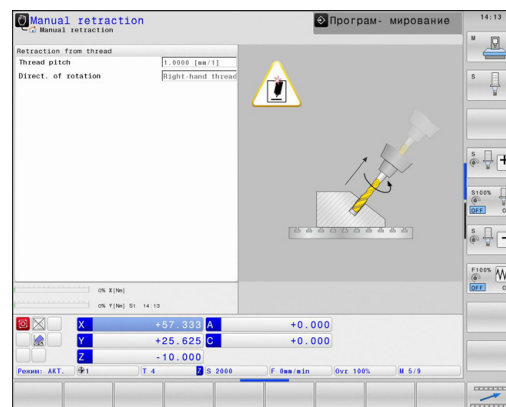 Manual retraction
Manual retraction
Програм- мирование
14:13
Retraction from thread
Thread pitch 1.0000 [mm/1]
Direct. of rotation Right-hand thread
M
S
S
S100%
OFF
S
F100%
OFF
0% X[Nm]
0% Y[Nm] S1 14:13
X +57.333 A +0.000
Y +25.625 C +0.000
Z -10.000
Режим: АКТ. 1 T 4 Z S 2000 F 0mm/min Ovr 100% M 5/9